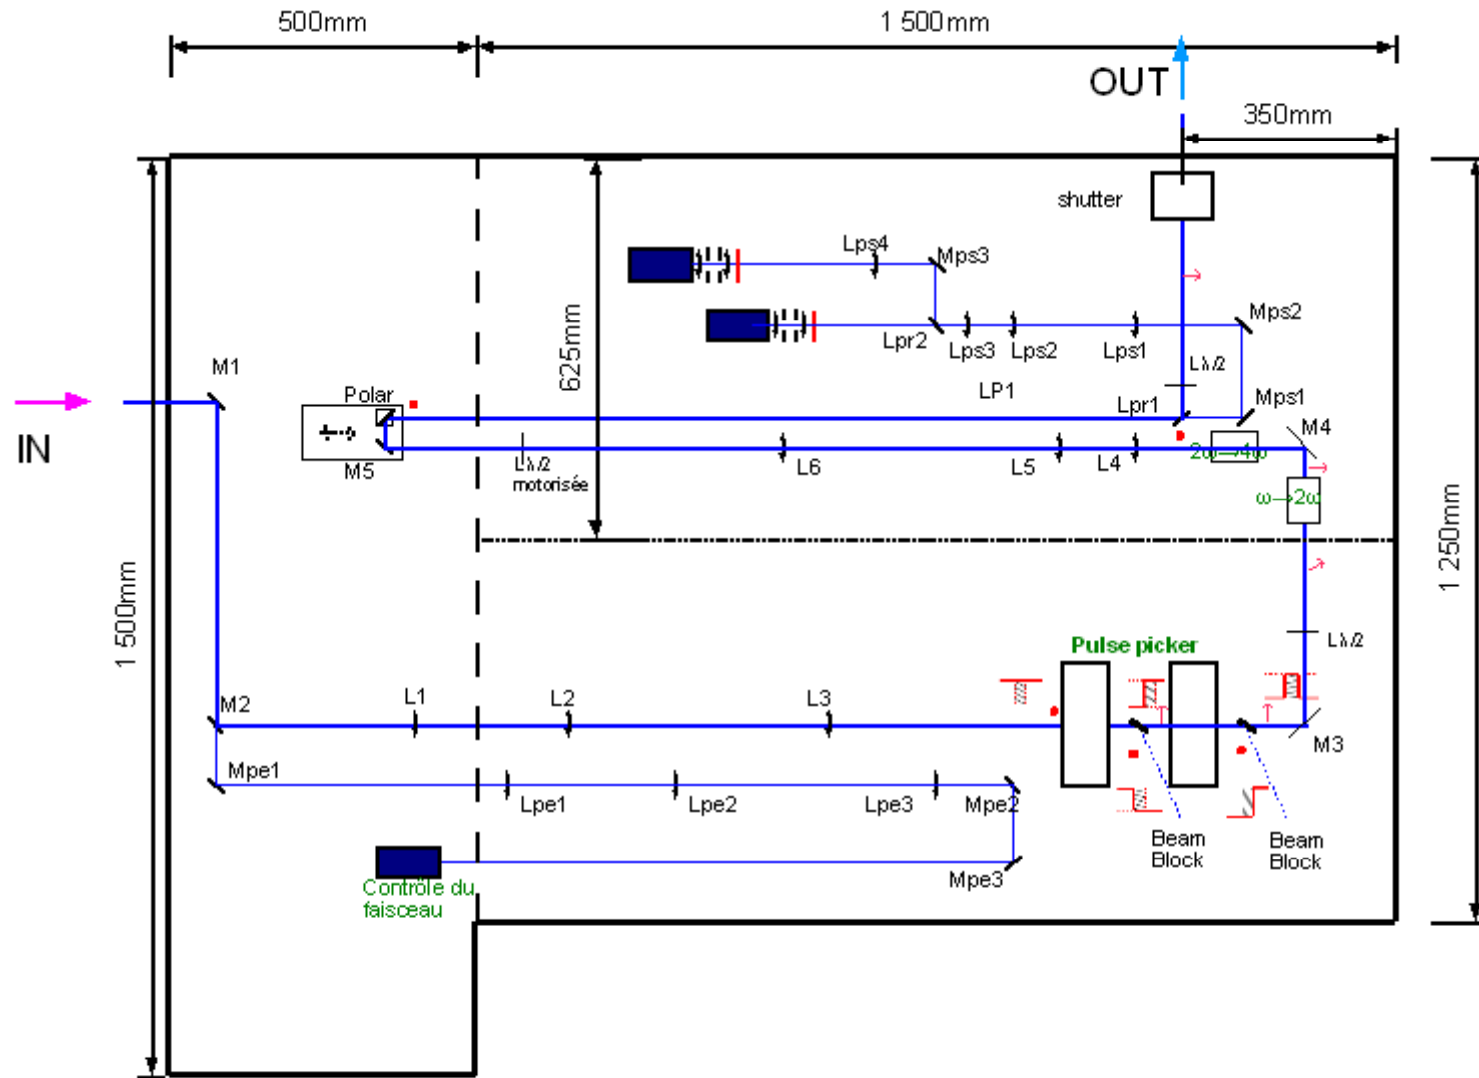 500mm
1 500mm
OUT
350mm
shutter
Lps4
Mps3
Mps2
Lpr2
Lps3
Lps2
Lps1
625mm
M1
Lλ/2
LP1
Polar
Lpr1
Mps1
IN
M4
M5
Lλ/2
motorisée
L6
L5
L4
2ω→4ω
ω→2ω
1 250mm
1 500mm
Pulse picker
Lλ/2
M2
L1
L2
L3
M3
Mpe1
Lpe1
Lpe2
Lpe3
Mpe2
Beam
Block
Beam
Block
Mpe3
Contrôle du
faisceau